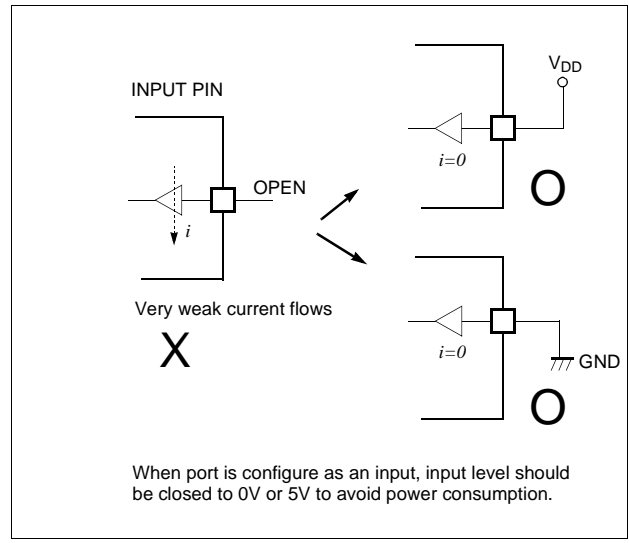 INPUT PIN
OPEN
i
Very weak current flows
X
VDD
i=0
O
i=0
GND
O
When port is configure as an input, input level should
be closed to 0V or 5V to avoid power consumption.